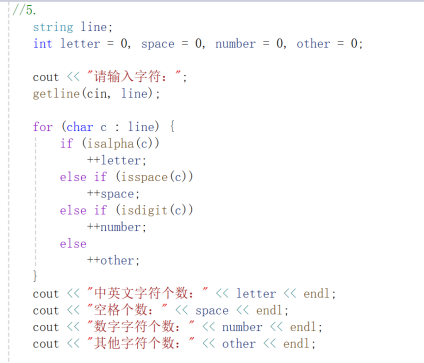 //5.
string line;
int letter = 0, space = 0, number = 0, other = 0;
cout << "请输入字符：";
getline(cin, line);
for (char c : line) {
if (isalpha(c))
++letter;
else if (isspace(c))
++space;
else if (isdigit(c))
++number;
else
++other;
}
cout << "中英文字符个数：" << letter << endl;
cout << "空格个数：" << space << endl;
cout << "数字字符个数：" << number << endl;
cout << "其他字符个数：" << other << endl;